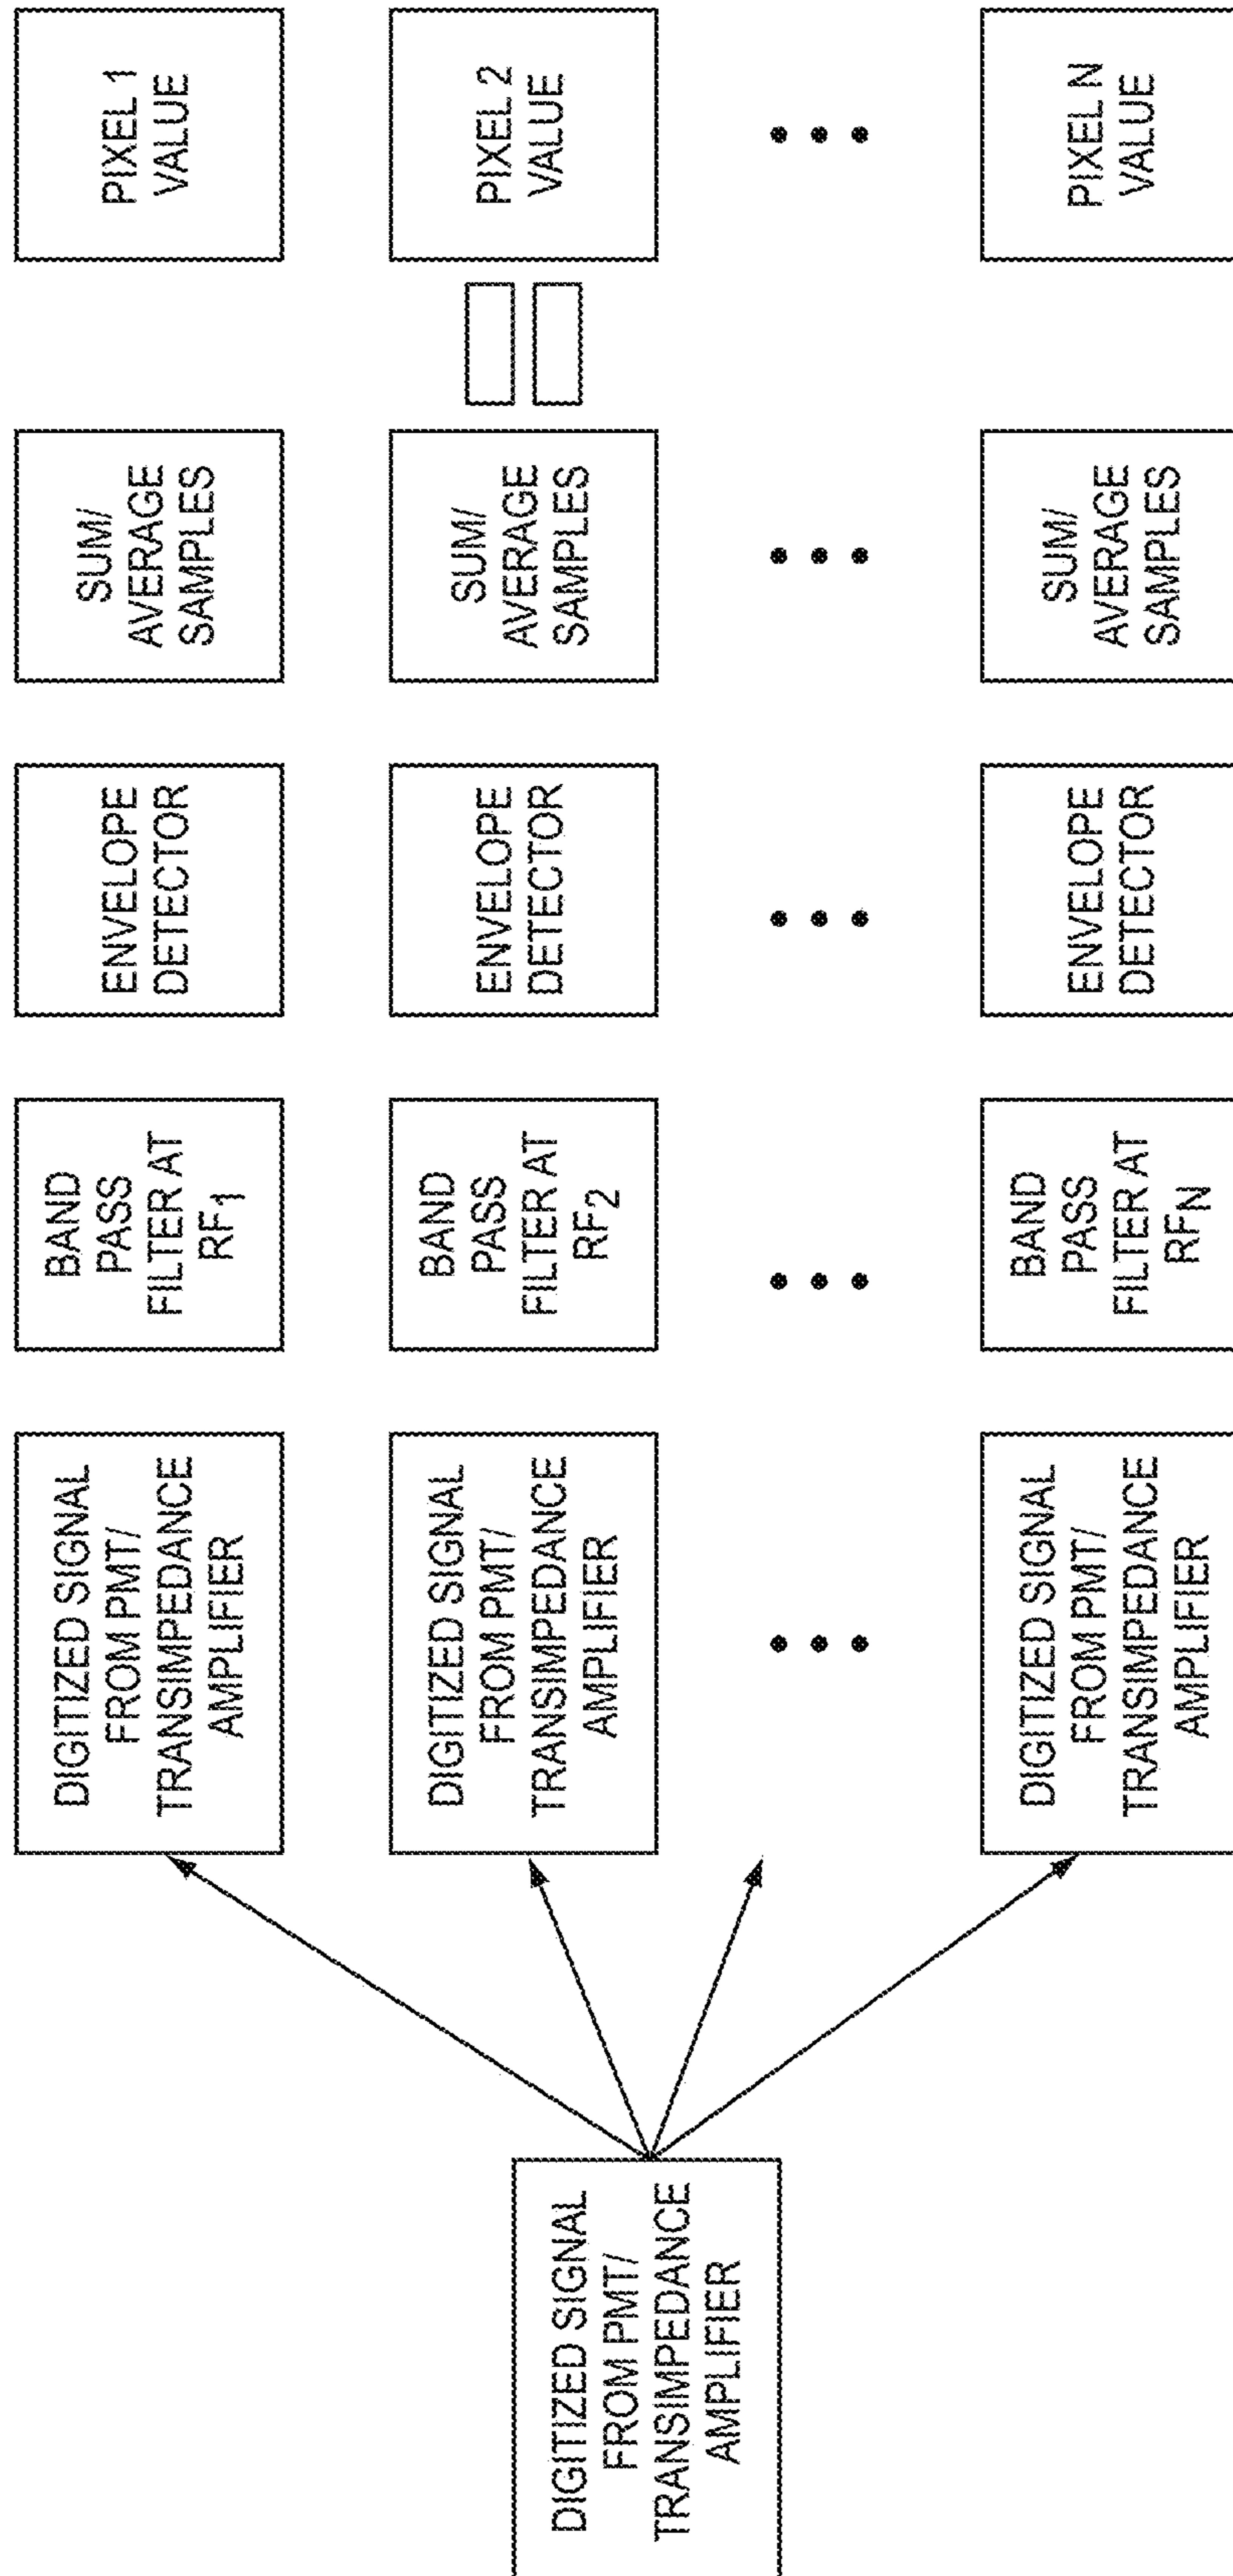 DIGITIZED SIGNAL
FROM PMT/
TRANSIMPEDANCE
AMPLIFIER
DIGITIZED SIGNAL
FROM PMT/
TRANSIMPEDANCE
AMPLIFIER
BAND
PASS
FILTER AT
RF₁
ENVELOPE
DETECTOR
SUM/
AVERAGE
SAMPLES
PIXEL 1
VALUE
DIGITIZED SIGNAL
FROM PMT/
TRANSIMPEDANCE
AMPLIFIER
BAND
PASS
FILTER AT
RF₂
ENVELOPE
DETECTOR
SUM/
AVERAGE
SAMPLES
PIXEL 2
VALUE
DIGITIZED SIGNAL
FROM PMT/
TRANSIMPEDANCE
AMPLIFIER
BAND
PASS
FILTER AT
RF_N
ENVELOPE
DETECTOR
SUM/
AVERAGE
SAMPLES
PIXEL N
VALUE